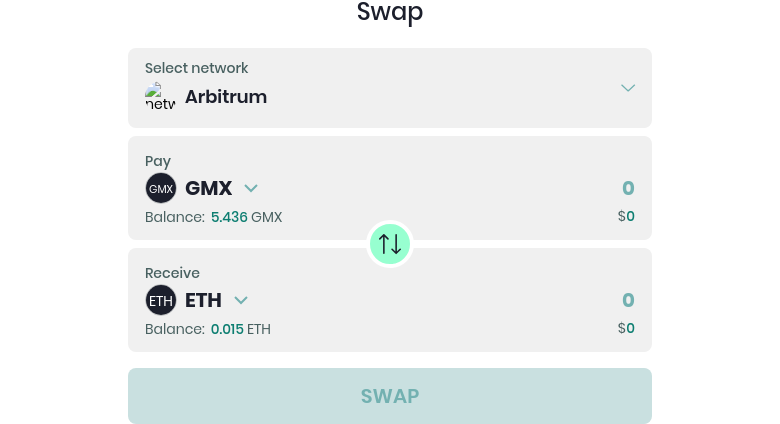 Swap
Select network
netw
Arbitrum
Pay
GMX GMX
0
Balance: 5.436 GMX
$0
Receive
ETH ETH
0
Balance: 0.015 ETH
$0
SWAP